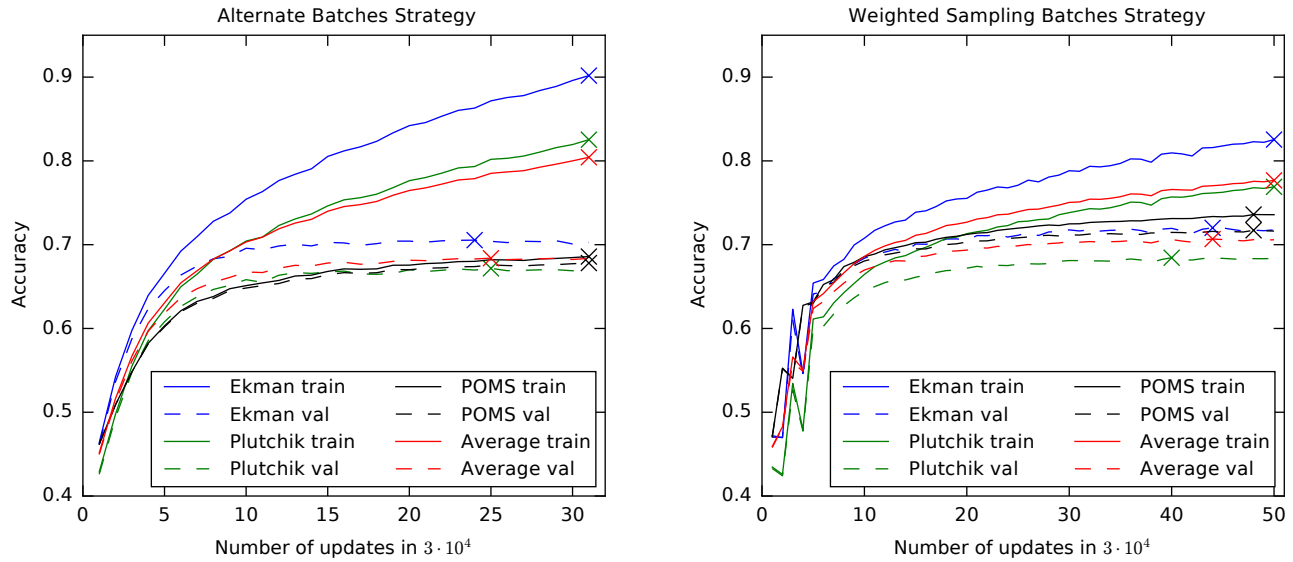 Alternate Batches Strategy
0.9
0.8
0.7
0.6
0.5
0.4
Accuracy
0 5 10 15 20 25 30
Number of updates in 3 · 10^4
Ekman train
Ekman val
Plutchik train
Plutchik val
POMS train
POMS val
Average train
Average val
Weighted Sampling Batches Strategy
0.9
0.8
0.7
0.6
0.5
0.4
Accuracy
0 10 20 30 40 50
Number of updates in 3 · 10^4
Ekman train
Ekman val
Plutchik train
Plutchik val
POMS train
POMS val
Average train
Average val